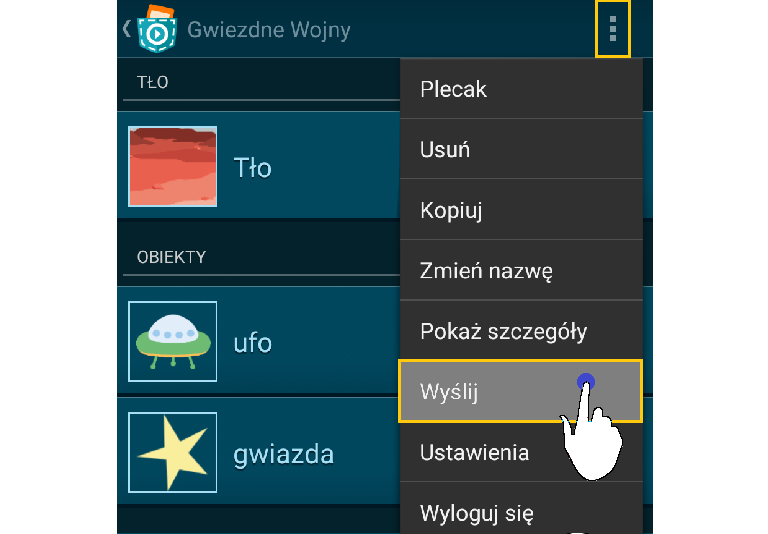 Gwiezdne Wojny
TŁO
Tło
OBIEKTY
ufo
gwiazda
Plecak
Usuń
Kopiuj
Zmień nazwę
Pokaż szczegóły
Wyślij
Ustawienia
Wyloguj się